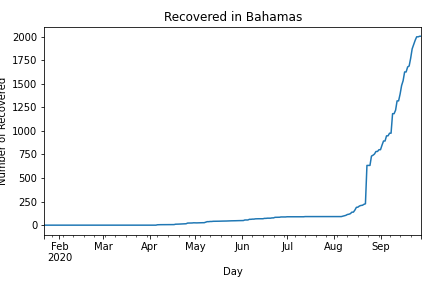 Recovered in Bahamas
Number of Recovered
2000
1750
1500
1250
1000
750
500
250
0
Feb Mar Apr May Jun Jul Aug Sep
2020
Day